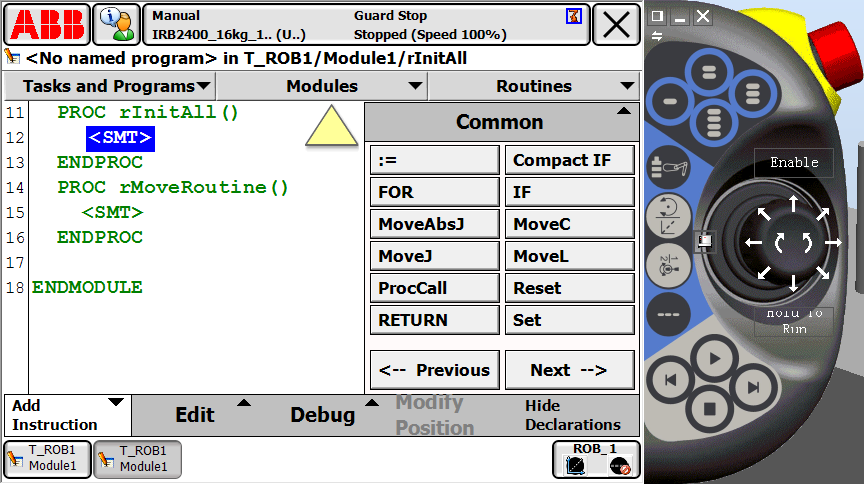 ABB
Manual
IRB2400_16kg_1.. (U..)
Guard Stop
Stopped (Speed 100%)
<No named program> in T_ROB1/Module1/rInitAll
Tasks and Programs
Modules
Routines
11 PROC rInitAll()
12 <SMT>
13 ENDPROC
14 PROC rMoveRoutine()
15 <SMT>
16 ENDPROC
17
18 ENDMODULE
Common
:= Compact IF
FOR IF
MoveAbsJ MoveC
MoveJ MoveL
ProcCall Reset
RETURN Set
<-- Previous Next -->
Add
Instruction
Edit
Debug
Modify
Position
Hide
Declarations
T_ROB1
Module1
T_ROB1
Module1
ROB_1
Enable
Hold To
Run